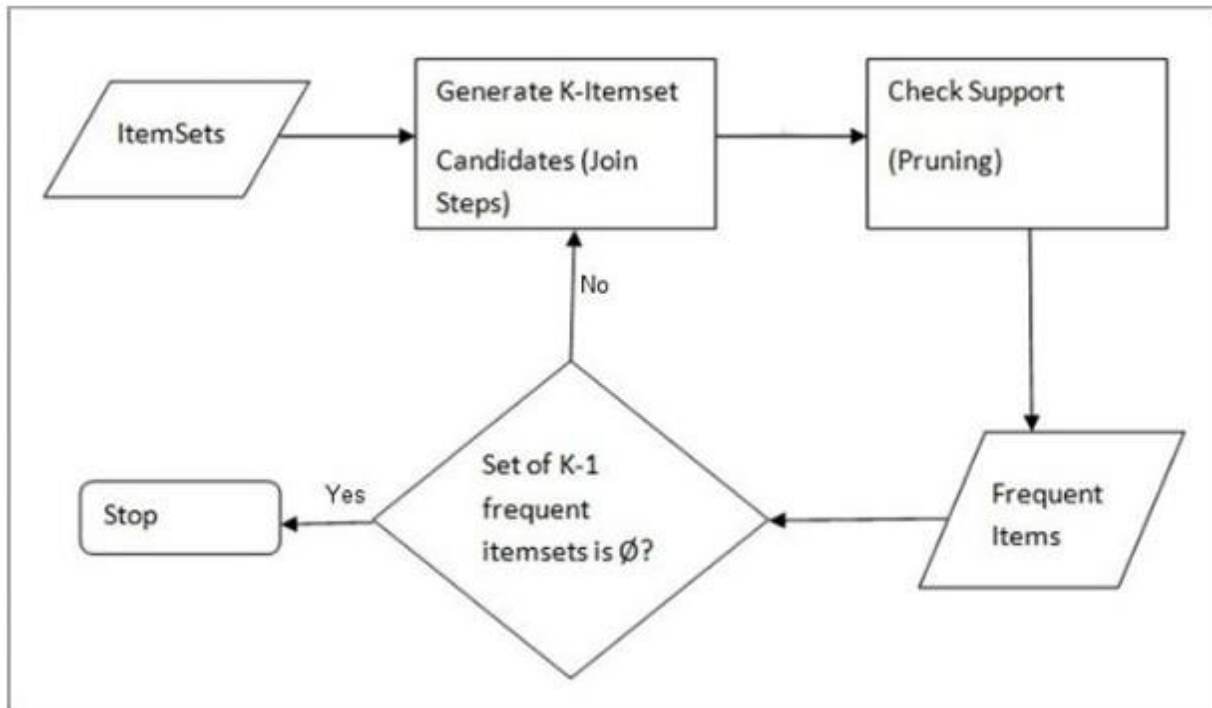 ItemSets
Generate K-Itemset
Candidates (Join
Steps)
Check Support
(Pruning)
No
Set of K-1
frequent
itemsets is Ø?
Yes
Stop
Frequent
Items